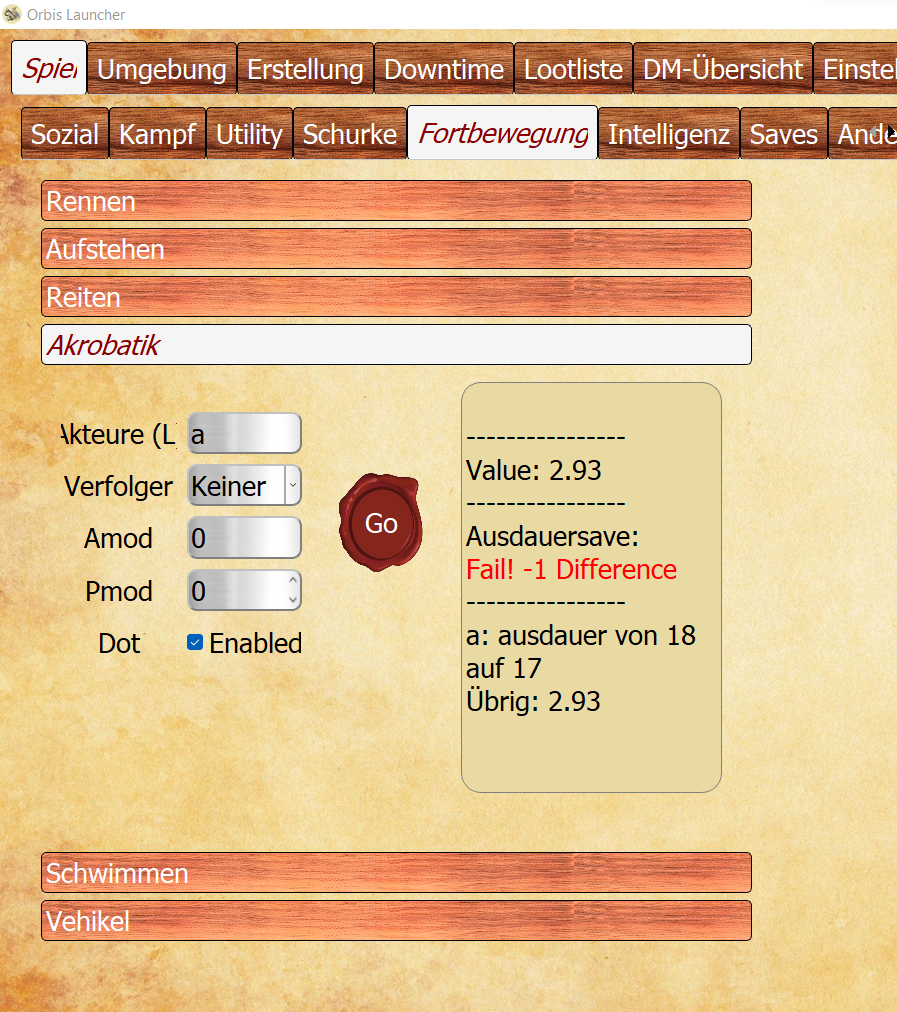 Orbis Launcher
Spiel Umgebung Erstellung Downtime Lootliste DM-Übersicht Einstel
Sozial Kampf Utility Schurke Fortbewegung Intelligenz Saves Ande
Rennen
Aufstehen
Reiten
Akrobatik
Akteure (L a
Verfolger Keiner
Amod 0
Pmod 0
Dot Enabled
Go
----------------
Value: 2.93
----------------
Ausdauersave:
Fail! -1 Difference
----------------
a: ausdauer von 18
auf 17
Übrig: 2.93
Schwimmen
Vehikel